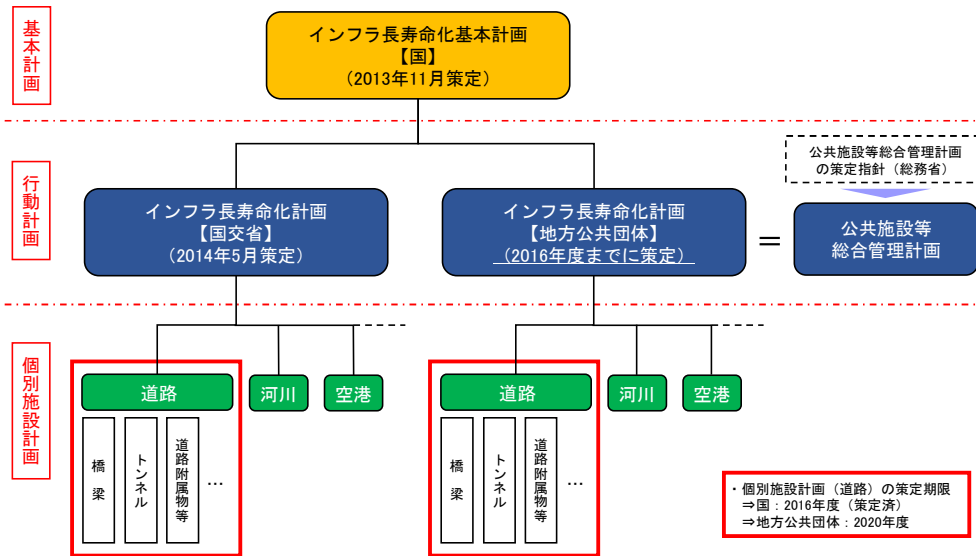 基本計画
インフラ長寿命化基本計画
【国】
（2013年11月策定）
行動計画
インフラ長寿命化計画
【国交省】
（2014年5月策定）
インフラ長寿命化計画
【地方公共団体】
（2016年度までに策定）
＝
公共施設等総合管理計画
の策定指針（総務省）
公共施設等
総合管理計画
個別施設計画
道路
河川
空港
橋梁
トンネル
道路附属物等
…
道路
河川
空港
橋梁
トンネル
道路附属物等
…
・個別施設計画（道路）の策定期限
⇒国：2016年度（策定済）
⇒地方公共団体：2020年度